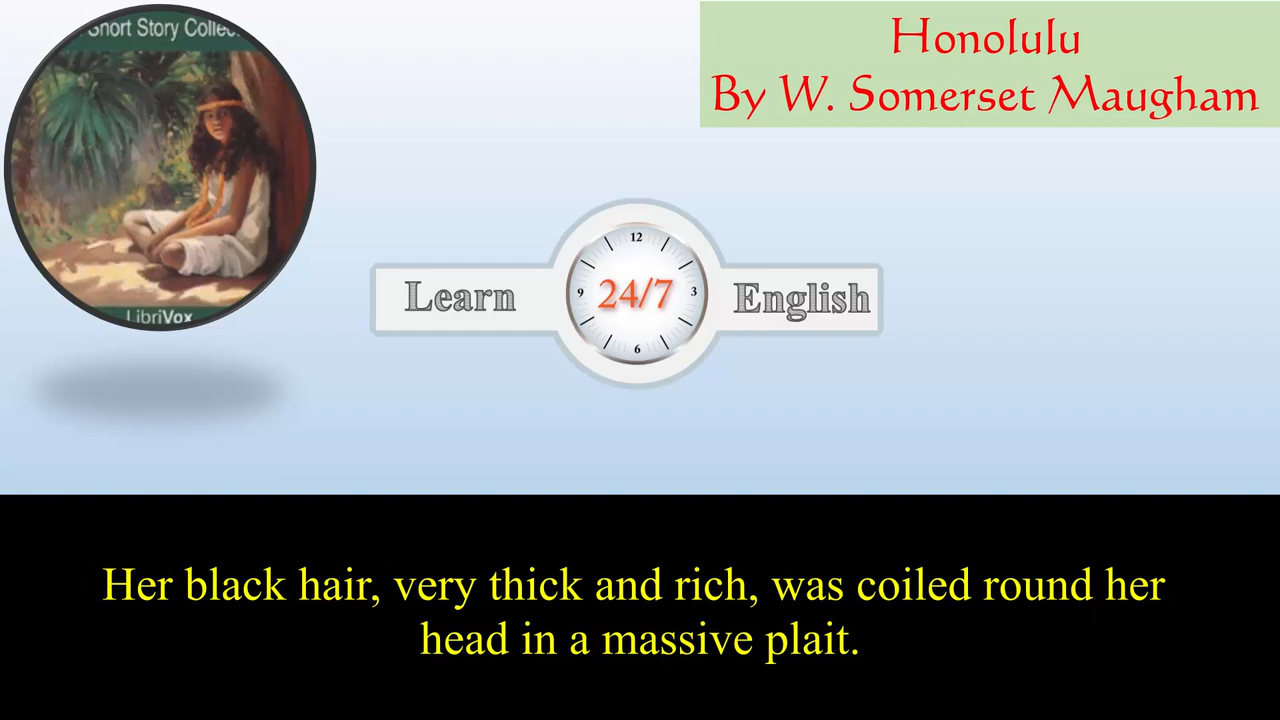 Short Story Collec
Honolulu
By W. Somerset Maugham
LibriVox
12
Learn 9 24/7 3 English
6
Her black hair, very thick and rich, was coiled round her
head in a massive plait.